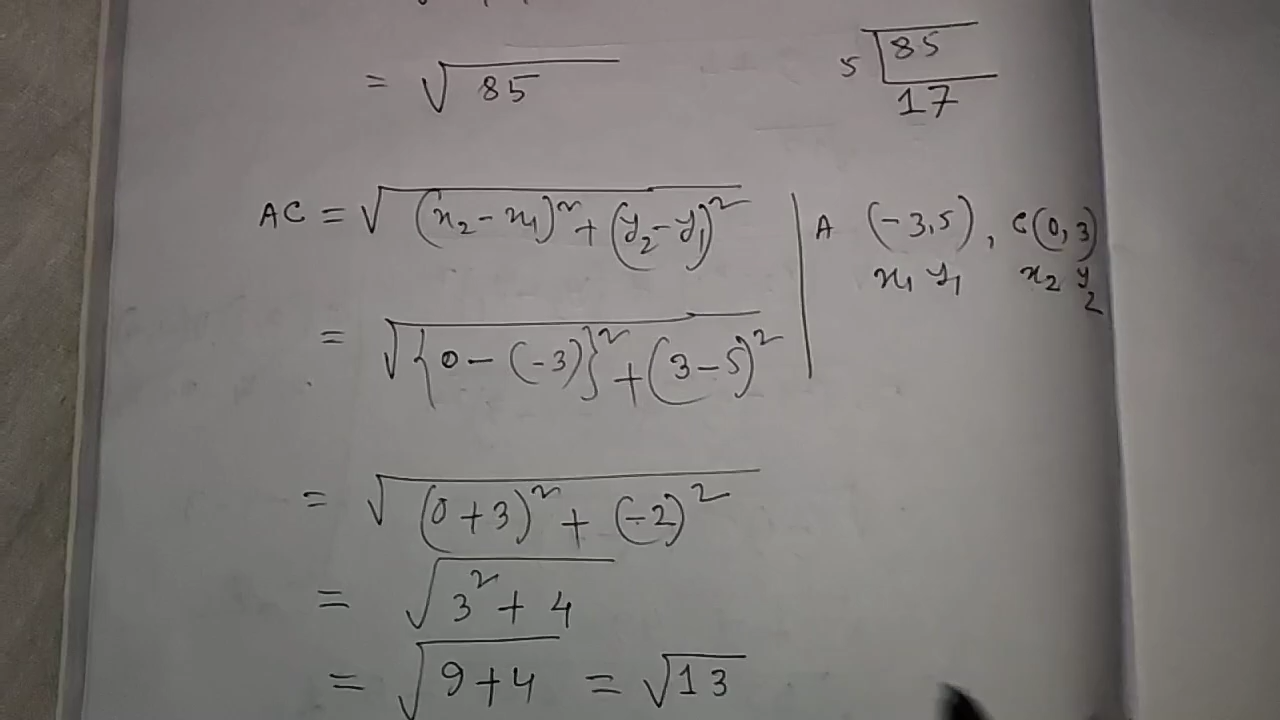 = √85
5 85
17
AC = √(x₂ - x₁)² + (y₂ - y₁)²
A (-3, 5), C(0, 3)
x₁ y₁ x₂ y₂
= √{0 - (-3)}² + (3 - 5)²
= √(0 + 3)² + (-2)²
= √3² + 4
= √9 + 4 = √13